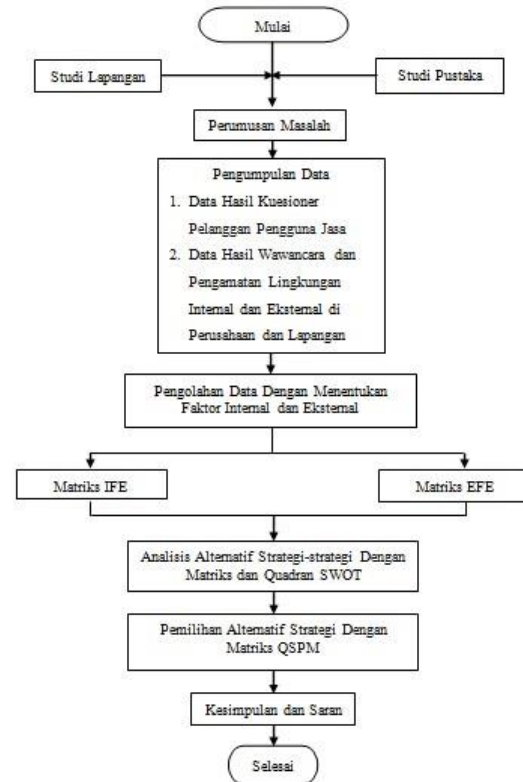 Mulai
Studi Lapangan
Studi Pustaka
Perumusan Masalah
Pengumpulan Data
1. Data Hasil Kuesioner
Pelanggan Pengguna Jasa
2. Data Hasil Wawancara dan
Pengamatan Lingkungan
Internal dan Eksternal di
Perusahaan dan Lapangan
Pengolahan Data Dengan Menentukan
Faktor Internal dan Eksternal
Matriks IFE
Matriks EFE
Analisis Alternatif Strategi-strategi Dengan
Matriks dan Quadran SWOT
Pemilihan Alternatif Strategi Dengan
Matriks QSPM
Kesimpulan dan Saran
Selesai